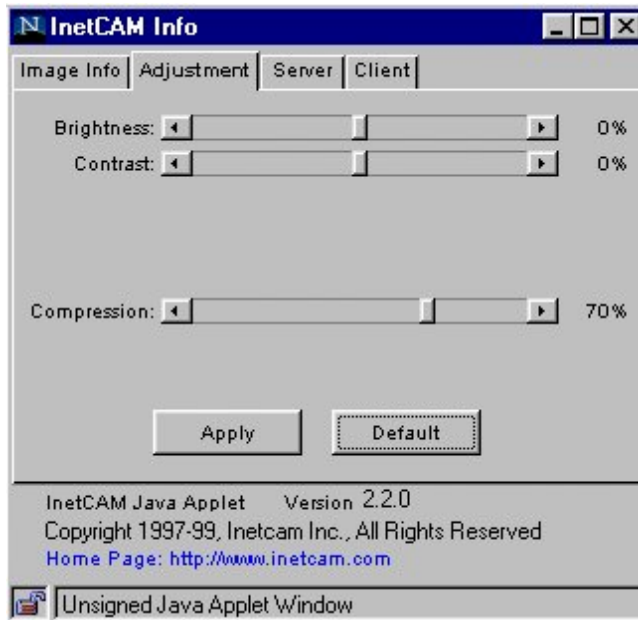 N InetCAM Info
Image Info Adjustment Server Client
Brightness: 0%
Contrast: 0%
Compression: 70%
Apply Default
InetCAM Java Applet Version 2.2.0
Copyright 1997-99, Inetcam Inc., All Rights Reserved
Home Page: http://www.inetcam.com
Unsigned Java Applet Window